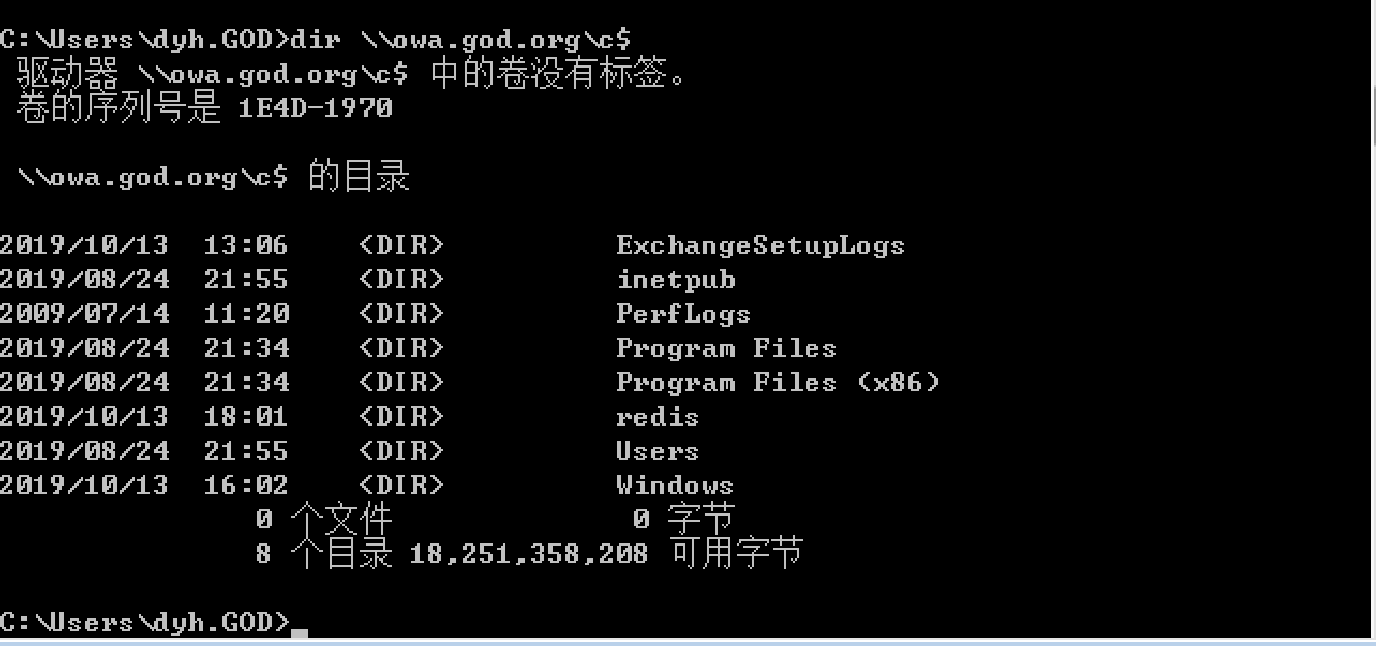 C:\Users\dyh.GOD>dir \\owa.god.org\c$
驱动器 \\owa.god.org\c$ 中的卷没有标签。
卷的序列号是 1E4D-1970
\\owa.god.org\c$ 的目录
2019/10/13  13:06    <DIR>          ExchangeSetupLogs
2019/08/24  21:55    <DIR>          inetpub
2009/07/14  11:20    <DIR>          PerfLogs
2019/08/24  21:34    <DIR>          Program Files
2019/08/24  21:34    <DIR>          Program Files (x86)
2019/10/13  18:01    <DIR>          redis
2019/08/24  21:55    <DIR>          Users
2019/10/13  16:02    <DIR>          Windows
0 个文件              0 字节
8 个目录 18,251,358,208 可用字节
C:\Users\dyh.GOD>